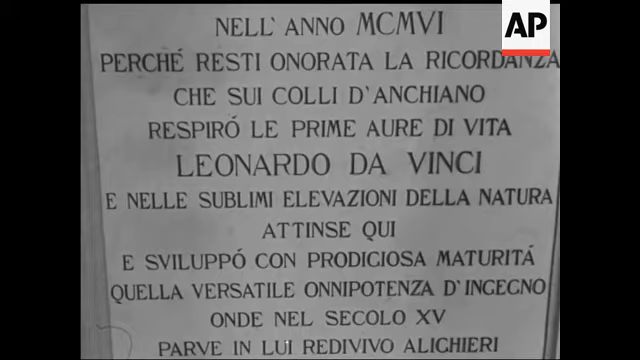 AP
NELL' ANNO MCMVI
PERCHÉ RESTI ONORATA LA RICORDANZA
CHE SUI COLLI D'ANCHIANO
RESPIRÓ LE PRIME AURE DI VITA
LEONARDO DA VINCI
E NELLE SUBLIMI ELEVAZIONI DELLA NATURA
ATTINSE QUI
E SVILUPPÓ CON PRODIGIOSA MATURITÁ
QUELLA VERSATILE ONNIPOTENZA D'INGEGNO
ONDE NEL SECOLO XV
PARVE IN LUI REDIVIVO ALIGHIERI